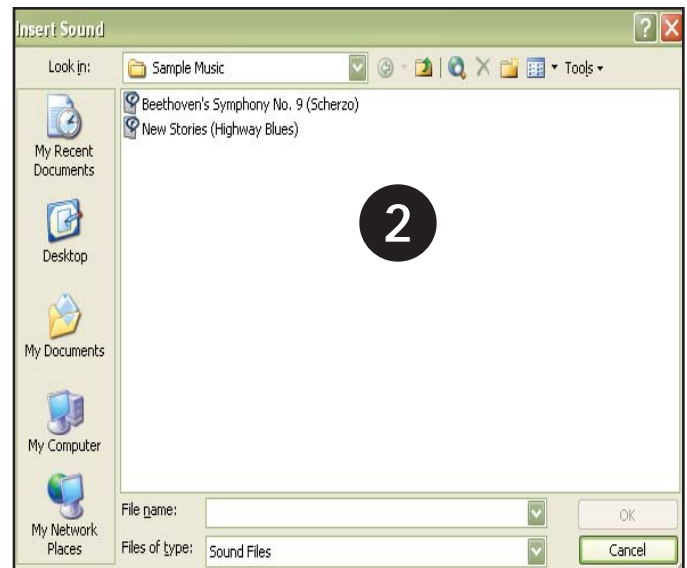 Insert Sound
?
X
Look in:
Sample Music
Tools
Beethoven's Symphony No. 9 (Scherzo)
New Stories (Highway Blues)
2
My Recent
Documents
Desktop
My Documents
My Computer
My Network
Places
File name:
OK
Files of type:
Sound Files
Cancel